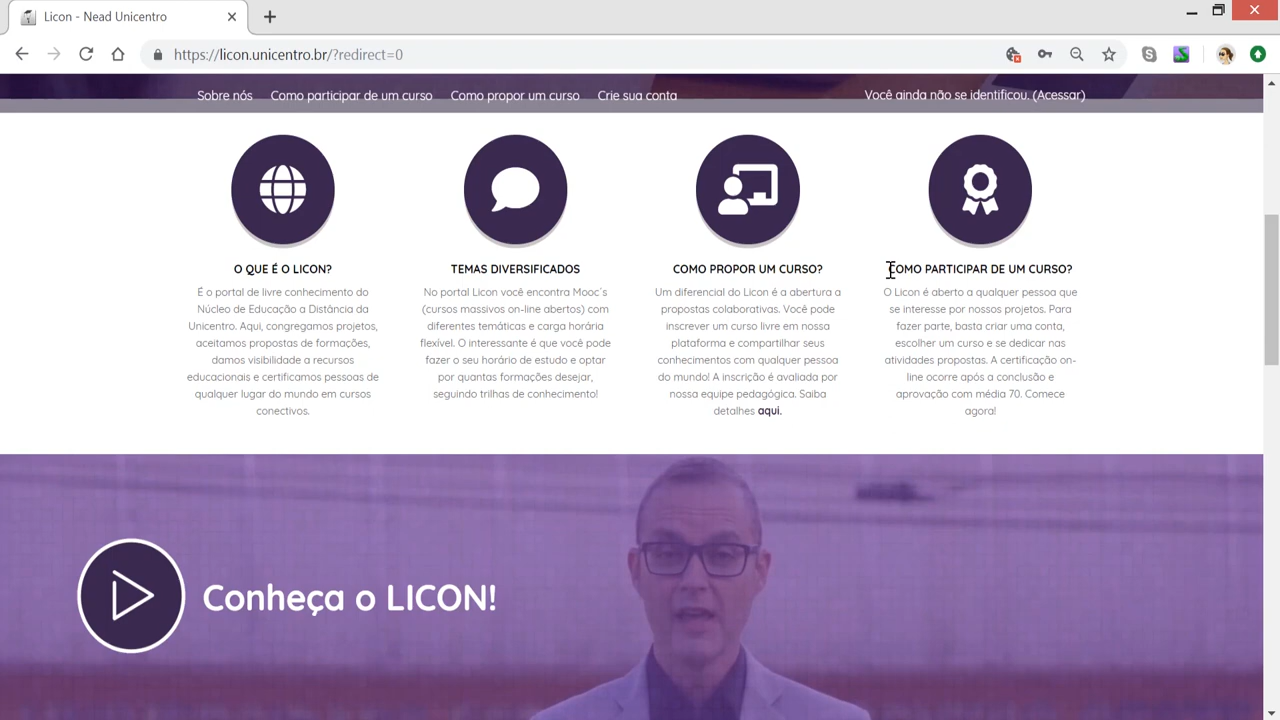 Licon - Nead Unicentro
https://licon.unicentro.br/?redirect=0
Sobre nós Como participar de um curso Como propor um curso Crie sua conta Você ainda não se identificou. (Acessar)
O QUE É O LICON?
É o portal de livre conhecimento do
Núcleo de Educação a Distância da
Unicentro. Aqui, congregamos projetos,
aceitamos propostas de formações,
damos visibilidade a recursos
educacionais e certificamos pessoas de
qualquer lugar do mundo em cursos
conectivos.
TEMAS DIVERSIFICADOS
No portal Licon você encontra Mooc`s
(cursos massivos on-line abertos) com
diferentes temáticas e carga horária
flexível. O interessante é que você pode
fazer o seu horário de estudo e optar
por quantas formações desejar,
seguindo trilhas de conhecimento!
COMO PROPOR UM CURSO?
Um diferencial do Licon é a abertura a
propostas colaborativas. Você pode
inscrever um curso livre em nossa
plataforma e compartilhar seus
conhecimentos com qualquer pessoa
do mundo! A inscrição é avaliada por
nossa equipe pedagógica. Saiba
detalhes aqui.
COMO PARTICIPAR DE UM CURSO?
O Licon é aberto a qualquer pessoa que
se interesse por nossos projetos. Para
fazer parte, basta criar uma conta,
escolher um curso e se dedicar nas
atividades propostas. A certificação on-
line ocorre após a conclusão e
aprovação com média 70. Comece
agora!
Conheça o LICON!